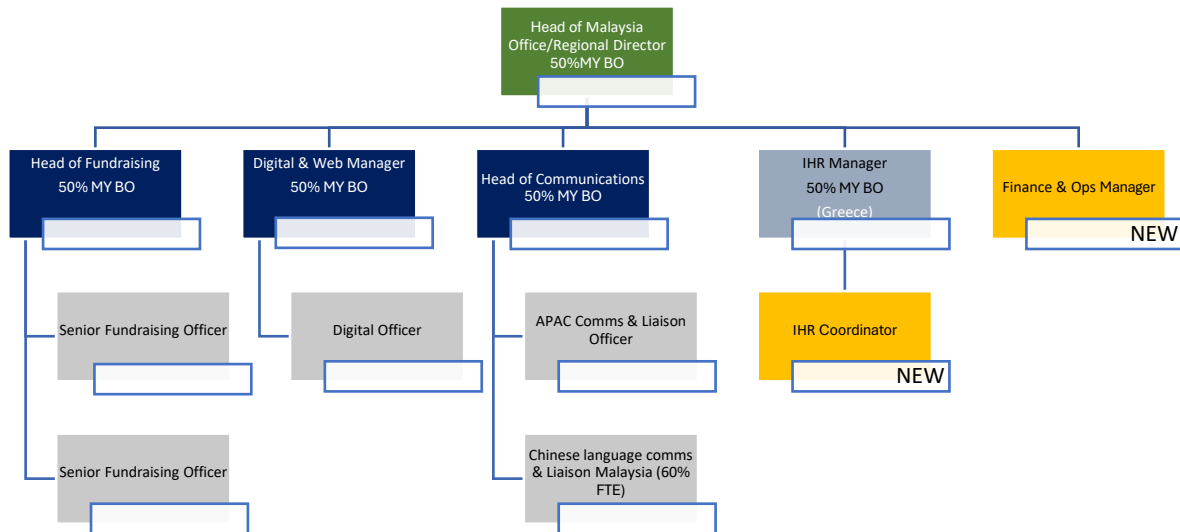 Head of Malaysia
Office/Regional Director
50%MY BO
Head of Fundraising
50% MY BO
Digital & Web Manager
50% MY BO
Head of Communications
50% MY BO
IHR Manager
50% MY BO
(Greece)
Finance & Ops Manager
NEW
Senior Fundraising Officer
Digital Officer
APAC Comms & Liaison
Officer
IHR Coordinator
NEW
Senior Fundraising Officer
Chinese language comms
& Liaison Malaysia (60%
FTE)